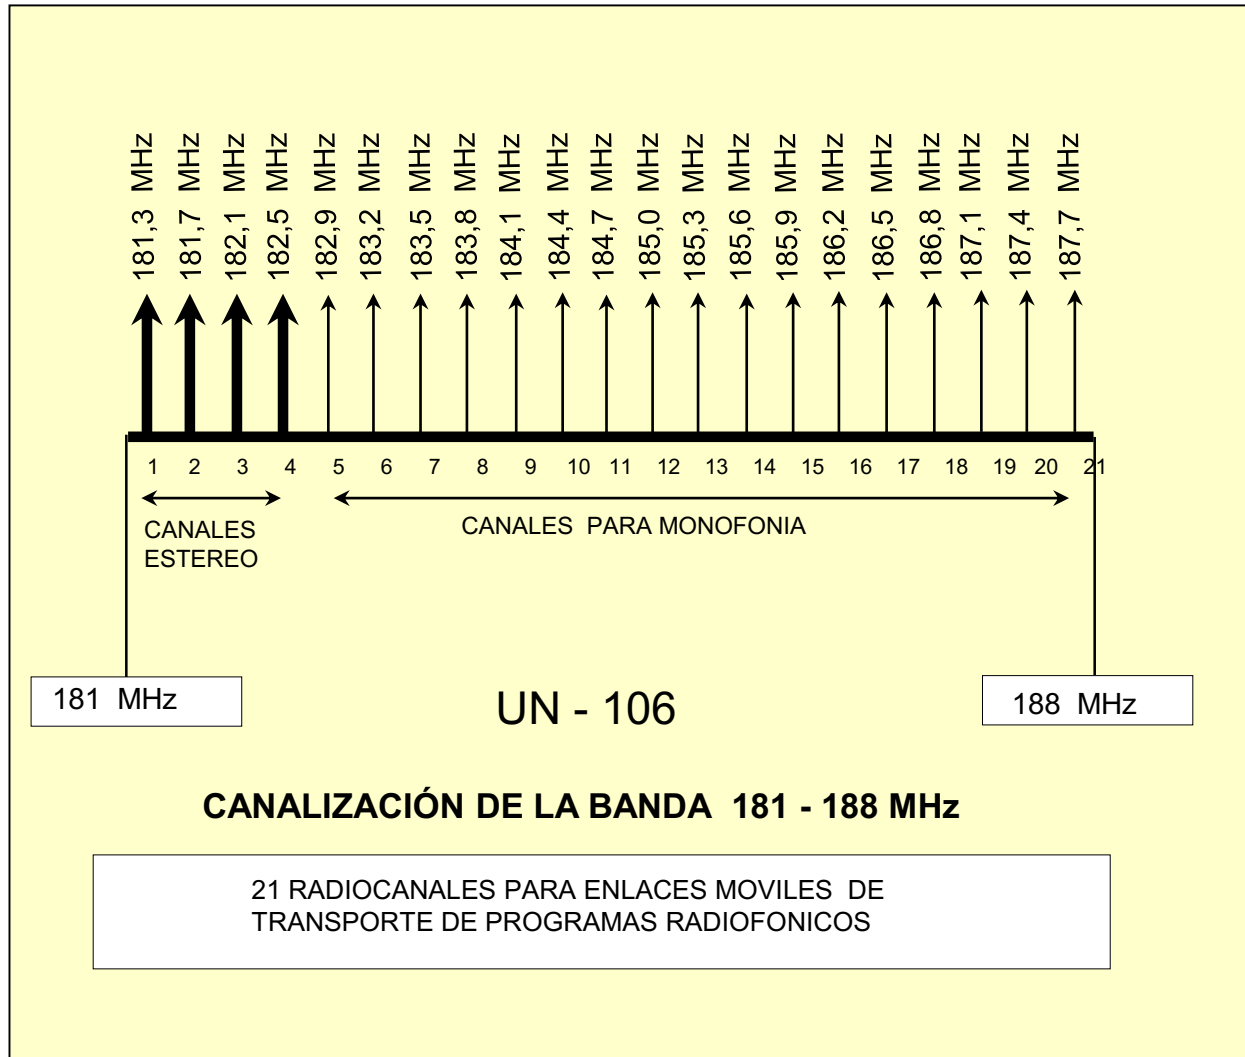 181,3 MHz
181,7 MHz
182,1 MHz
182,5 MHz
182,9 MHz
183,2 MHz
183,5 MHz
183,8 MHz
184,1 MHz
184,4 MHz
184,7 MHz
185,0 MHz
185,3 MHz
185,6 MHz
185,9 MHz
186,2 MHz
186,5 MHz
186,8 MHz
187,1 MHz
187,4 MHz
187,7 MHz
1 2 3 4 5 6 7 8 9 10 11 12 13 14 15 16 17 18 19 20 21
CANALES
ESTEREO
CANALES PARA MONOFONIA
181 MHz
188 MHz
UN - 106
CANALIZACIÓN DE LA BANDA 181 - 188 MHz
21 RADIOCANALES PARA ENLACES MOVILES DE
TRANSPORTE DE PROGRAMAS RADIOFONICOS